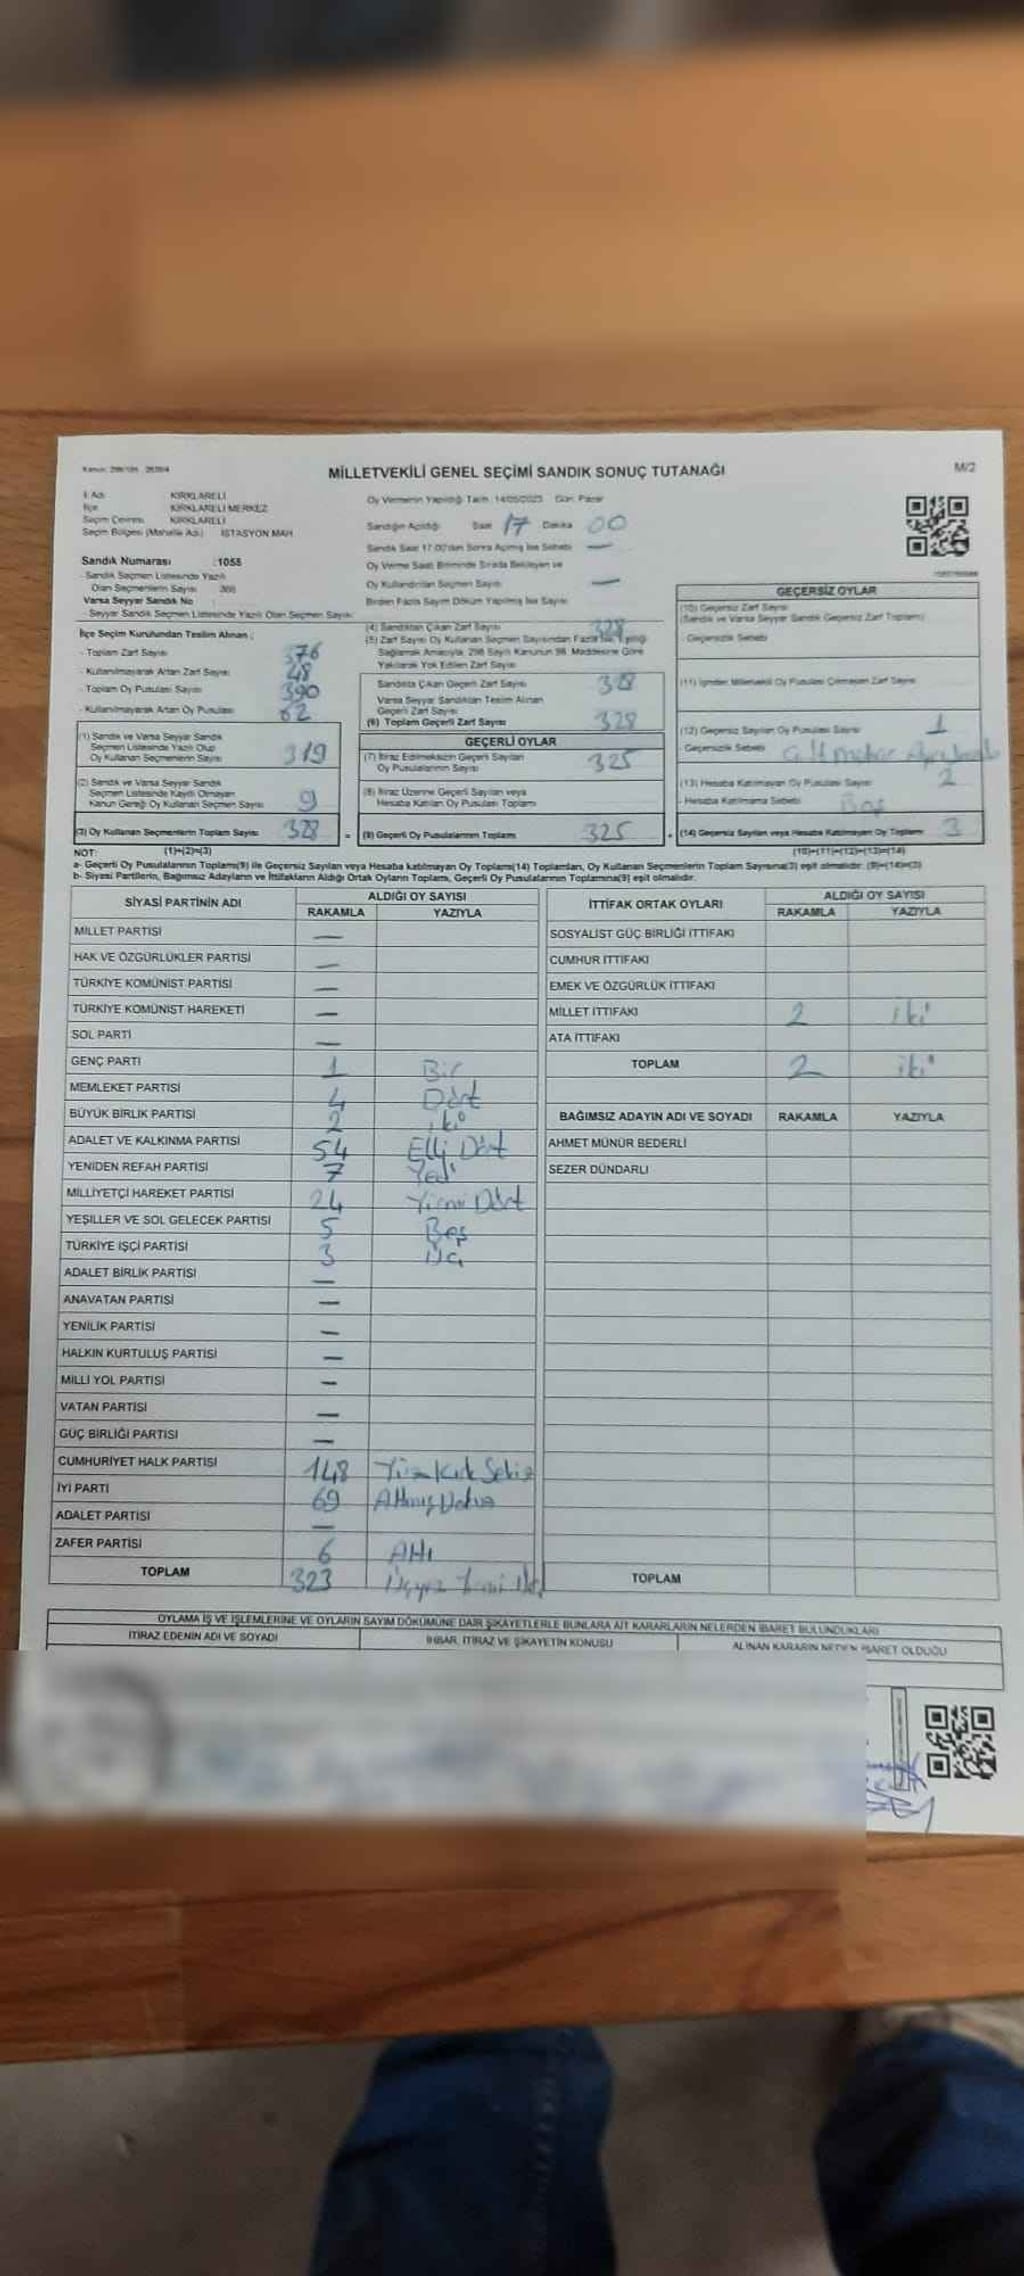 MİLLETVEKİLİ GENEL SEÇİMİ SANDIK SONUÇ TUTANAĞI
M/2
İl Adı KIRKLARELİ
İlçe KIRKLARELİ MERKEZ
Seçim Çevresi KIRKLARELİ
Seçim Bölgesi (Mahalle Adı) İSTASYON MAH
Oy Vermenin Yapıldığı Tarih 14/05/2023 Gün Pazar
Sandığın Açıldığı Saat 17 Dakika 00
Sandık Saat 17.00'dan Sonra Açılmış İse Sebebi —
Oy Verme Saat Bitiminde Sırada Bekleyen ve
Oy Kullandırılan Seçmen Sayısı —
Birden Fazla Sayım Döküm Yapılmış İse Sayısı
Sandık Numarası :1055
- Sandık Seçmen Listesinde Yazılı
Olan Seçmenlerin Sayısı
Varsa Seyyar Sandık No :
- Seyyar Sandık Seçmen Listesinde Yazılı Olan Seçmen Sayısı:
İlçe Seçim Kurulundan Teslim Alınan :
- Toplam Zarf Sayısı 376
- Kullanılmayarak Artan Zarf Sayısı 48
- Toplam Oy Pusulası Sayısı 390
- Kullanılmayarak Artan Oy Pusulası 62
(1) Sandık ve Varsa Seyyar Sandık
Seçmen Listesinde Yazılı Olup
Oy Kullanan Seçmenlerin Sayısı 319
(2) Sandık ve Varsa Seyyar Sandık
Seçmen Listesinde Kaydı Olmayan
Kanun Gereği Oy Kullanan Seçmen Sayısı 9
(3) Oy Kullanan Seçmenlerin Toplam Sayısı 328
(4) Sandıktan Çıkan Zarf Sayısı 328
(5) Zarf Sayısı Oy Kullanan Seçmen Sayısından Fazla İse
Sağlamak Amacıyla, 298 Sayılı Kanunun 98. Maddesine Göre
Yakılarak Yok Edilen Zarf Sayısı
Sandıkta Çıkan Geçerli Zarf Sayısı 328
Varsa Seyyar Sandıktan Teslim Alınan
Geçerli Zarf Sayısı
(6) Toplam Geçerli Zarf Sayısı 328
GEÇERLİ OYLAR
(7) İtiraz Edilmeksizin Geçerli Sayılan
Oy Pusulalarının Sayısı 325
(8) İtiraz Üzerine Geçerli Sayılan veya
Hesaba Katılan Oy Pusulası Toplamı
= (9) Geçerli Oy Pusulalarının Toplamı 325
GEÇERSİZ OYLAR
(10) Geçersiz Zarf Sayısı
(Sandık ve Varsa Seyyar Sandık Geçersiz Zarf Toplamı)
- Geçersizlik Sebebi
(11) İçinden Milletvekili Oy Pusulası Çıkmayan Zarf Sayısı
(12) Geçersiz Sayılan Oy Pusulası Sayısı 1
Geçersizlik Sebebi
(13) Hesaba Katılmayan Oy Pusulası Sayısı 2
- Hesaba Katılmama Sebebi Boş
+ (14) Geçersiz Sayılan veya Hesaba Katılmayan Oy Toplamı 3
NOT: (1)+(2)=(3) (10)+(11)+(12)+(13)=(14)
a- Geçerli Oy Pusulalarının Toplamı(9) ile Geçersiz Sayılan veya Hesaba katılmayan Oy Toplamı(14) Toplamları, Oy Kullanan Seçmenlerin Toplam Sayısına(3) eşit olmalıdır. (9)+(14)=(3)
b- Siyasi Partilerin, Bağımsız Adayların ve İttifakların Aldığı Ortak Oyların Toplamı, Geçerli Oy Pusulalarının Toplamına(9) eşit olmalıdır.
SİYASİ PARTİNİN ADI ALDIĞI OY SAYISI
RAKAMLA YAZIYLA
MİLLET PARTİSİ —
HAK VE ÖZGÜRLÜKLER PARTİSİ —
TÜRKİYE KOMÜNİST PARTİSİ —
TÜRKİYE KOMÜNİST HAREKETİ —
SOL PARTİ —
GENÇ PARTİ 1 Bir
MEMLEKET PARTİSİ 4 Dört
BÜYÜK BİRLİK PARTİSİ 2 iki
ADALET VE KALKINMA PARTİSİ 54 Elli Dört
YENİDEN REFAH PARTİSİ 7 Yedi
MİLLİYETÇİ HAREKET PARTİSİ 24 Yirmi Dört
YEŞİLLER VE SOL GELECEK PARTİSİ 5 Beş
TÜRKİYE İŞÇİ PARTİSİ 3 Üç
ADALET BİRLİK PARTİSİ —
ANAVATAN PARTİSİ —
YENİLİK PARTİSİ —
HALKIN KURTULUŞ PARTİSİ —
MİLLİ YOL PARTİSİ —
VATAN PARTİSİ —
GÜÇ BİRLİĞİ PARTİSİ —
CUMHURİYET HALK PARTİSİ 148 Yüz Kırk Sekiz
İYİ PARTİ 69 Altmış Dokuz
ADALET PARTİSİ —
ZAFER PARTİSİ 6 Altı
TOPLAM 323 Üçyüz Yirmi Üç
İTTİFAK ORTAK OYLARI ALDIĞI OY SAYISI
RAKAMLA YAZIYLA
SOSYALİST GÜÇ BİRLİĞİ İTTİFAKI
CUMHUR İTTİFAKI
EMEK VE ÖZGÜRLÜK İTTİFAKI
MİLLET İTTİFAKI 2 iki
ATA İTTİFAKI
TOPLAM 2 iki
BAĞIMSIZ ADAYIN ADI VE SOYADI RAKAMLA YAZIYLA
AHMET MÜNÜR BEDERLİ
SEZER DÜNDARLI
TOPLAM
OYLAMA İŞ VE İŞLEMLERİNE VE OYLARIN SAYIM DÖKÜMÜNE DAİR ŞİKAYETLERLE BUNLARA AİT KARARLARIN NELERDEN İBARET BULUNDUKLARI
İTİRAZ EDENİN ADI VE SOYADI İHBAR, İTİRAZ VE ŞİKAYETİN KONUSU ALINAN KARARIN NEDEN İBARET OLDUĞU